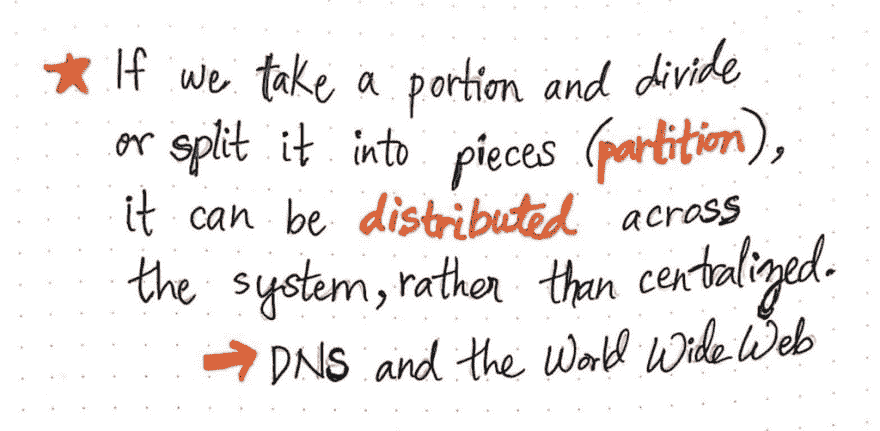 ★ If we take a portion and divide
or split it into pieces (partition),
it can be distributed across
the system, rather than centralized.
→ DNS and the World Wide Web